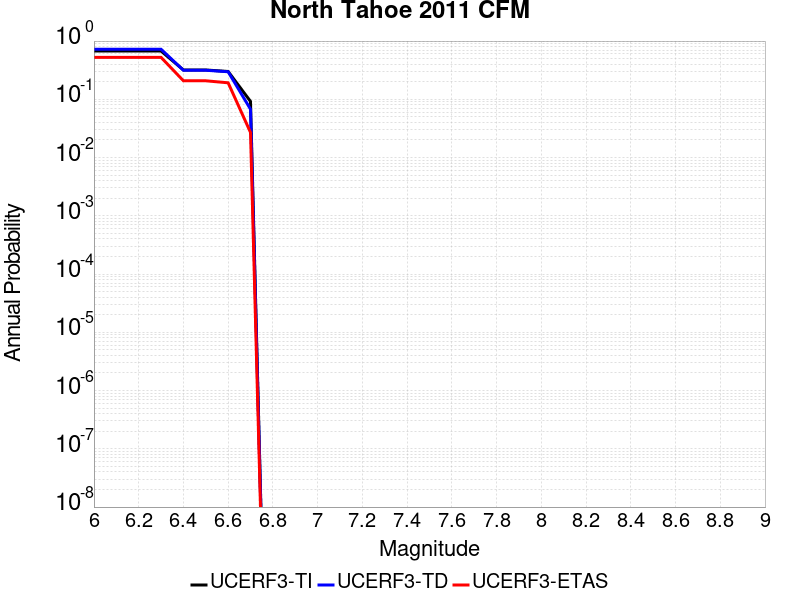 North Tahoe 2011 CFM
Annual Probability
10^0
10^-1
10^-2
10^-3
10^-4
10^-5
10^-6
10^-7
10^-8
6 6.2 6.4 6.6 6.8 7 7.2 7.4 7.6 7.8 8 8.2 8.4 8.6 8.8 9
Magnitude
UCERF3-TI UCERF3-TD UCERF3-ETAS